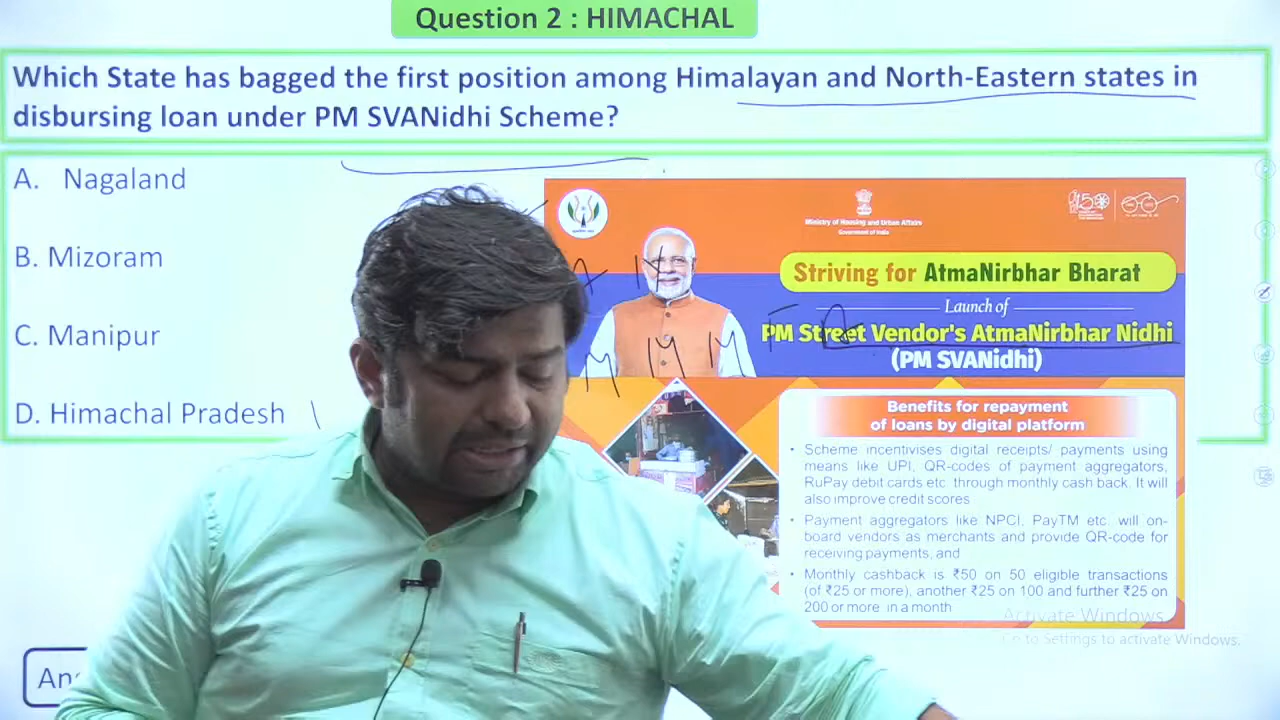 Question 2 : HIMACHAL
Which State has bagged the first position among Himalayan and North-Eastern states in
disbursing loan under PM SVANidhi Scheme?
A. Nagaland
B. Mizoram
C. Manipur
D. Himachal Pradesh
Ministry of Housing and Urban Affairs
Government of India
Striving for AtmaNirbhar Bharat
Launch of
PM Street Vendor's AtmaNirbhar Nidhi
(PM SVANidhi)
M M M
Benefits for repayment
of loans by digital platform
• Scheme incentivises digital receipts/ payments using
means like UPI, QR-codes of payment aggregators,
RuPay debit cards etc. through monthly cash back. It will
also improve credit scores
• Payment aggregators like NPCI, PayTM etc. will on-
board vendors as merchants and provide QR-code for
receiving payments, and
• Monthly cashback is ₹50 on 50 eligible transactions
(of ₹25 or more), another ₹25 on 100 and further ₹25 on
200 or more in a month
Activate Windows
Go to Settings to activate Windows.